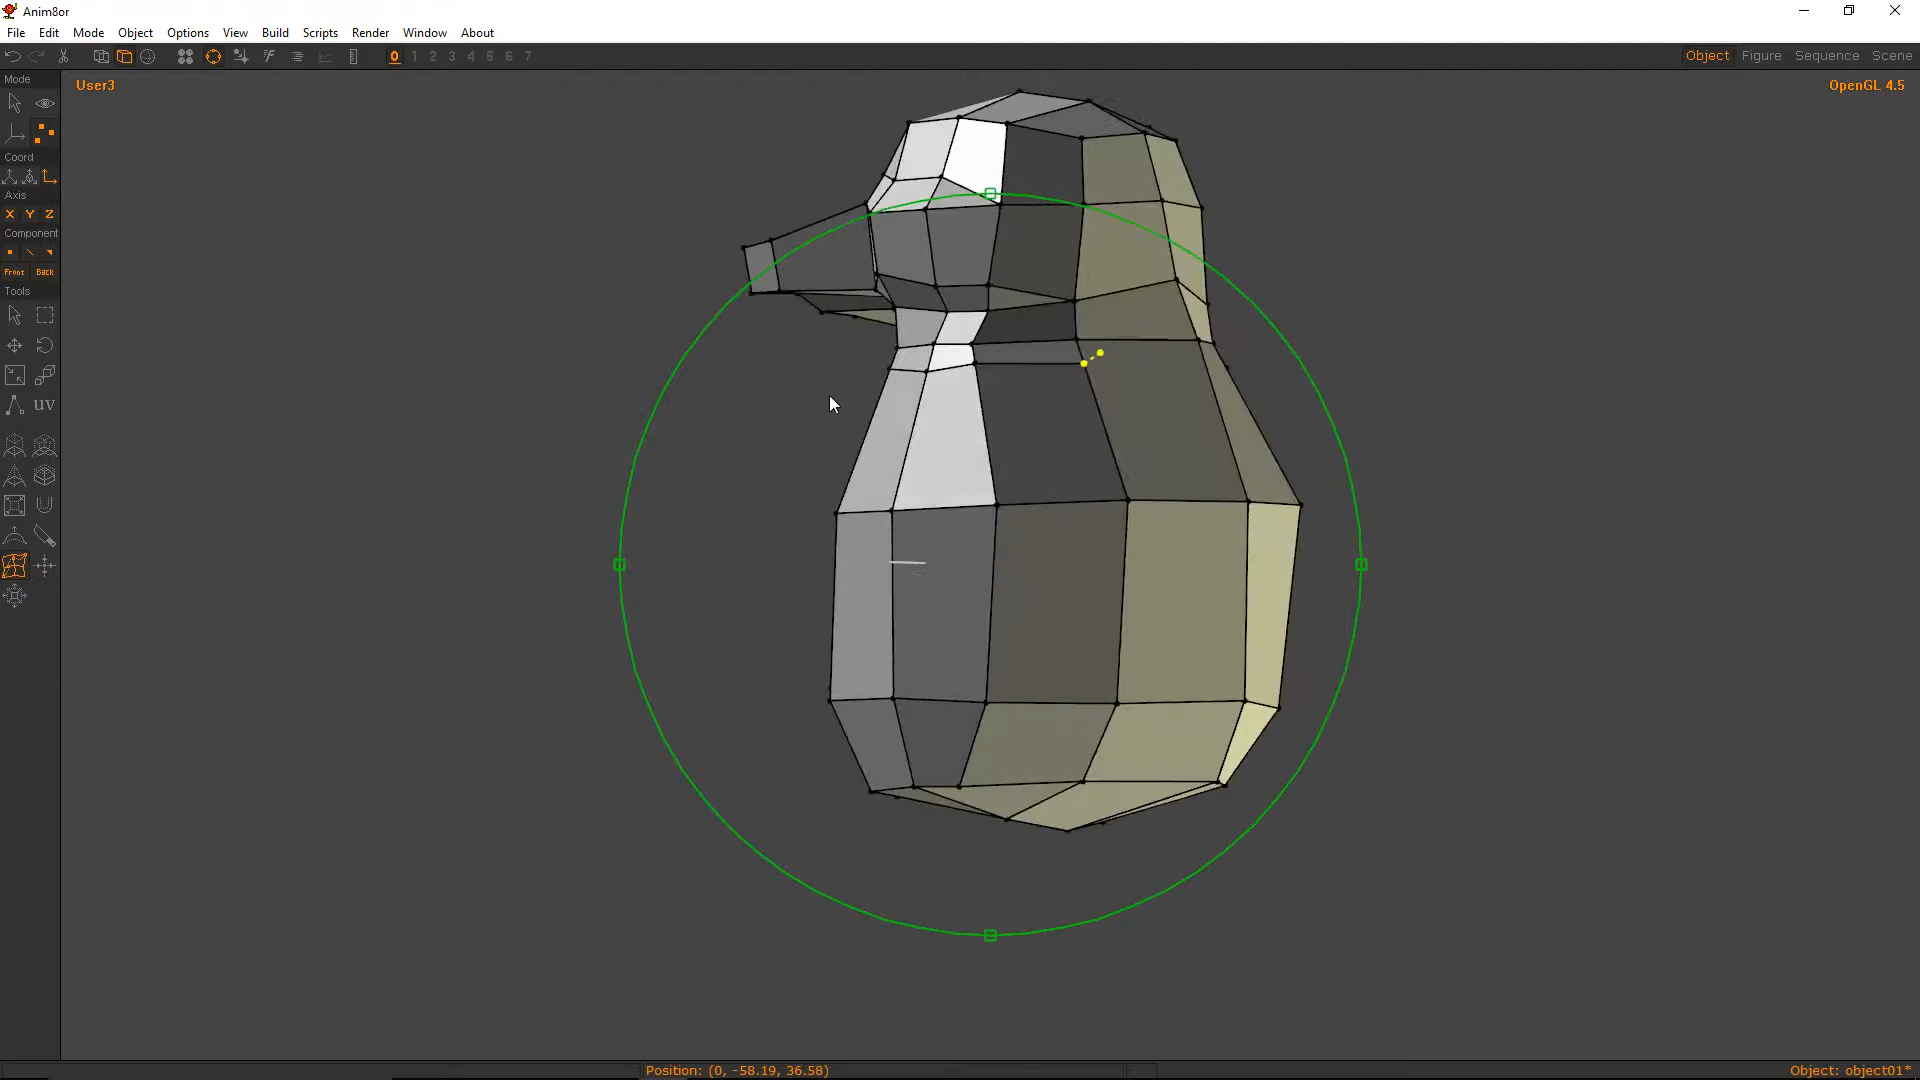 Anim8or
File Edit Mode Object Options View Build Scripts Render Window About
0 1 2 3 4 5 6 7 Object Figure Sequence Scene
Mode
User3
OpenGL 4.5
Coord
Axis
X Y Z
Component
Front Back
Tools
UV
Position: (0, -58.19, 36.58)
Object: object01*